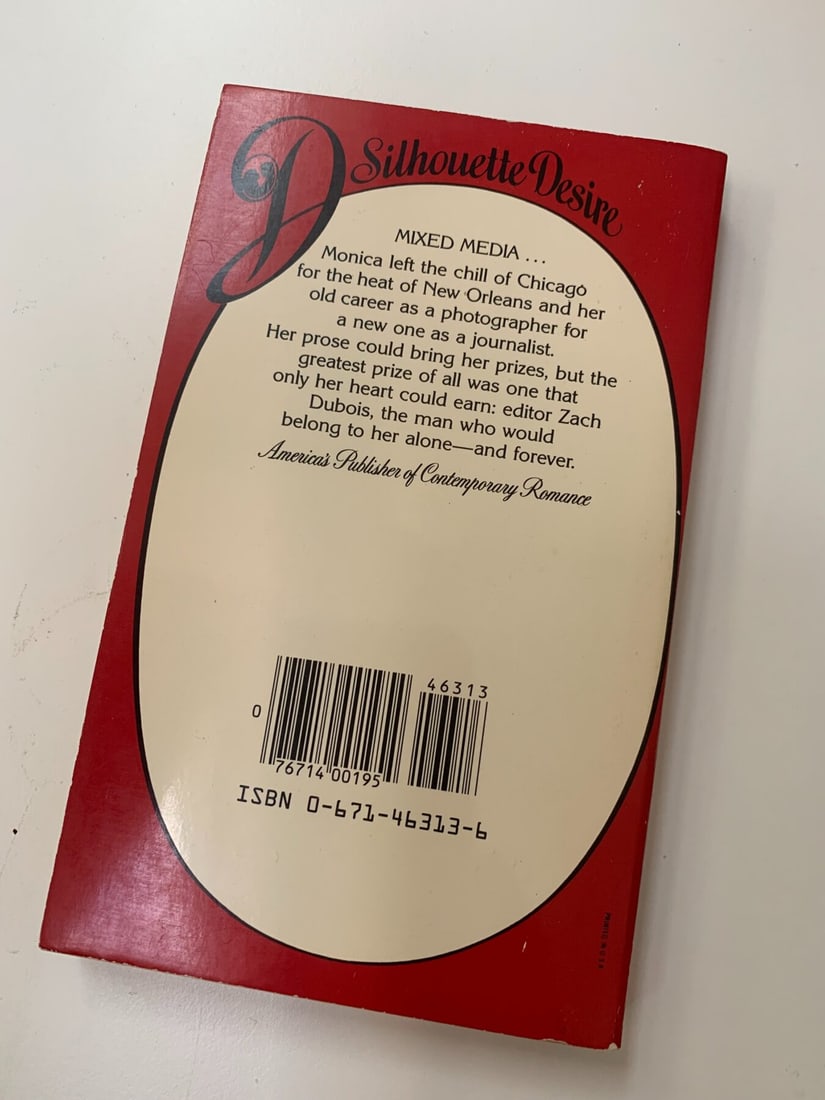 D Silhouette Desire
MIXED MEDIA ...
Monica left the chill of Chicago
for the heat of New Orleans and her
old career as a photographer for
a new one as a journalist.
Her prose could bring her prizes, but the
greatest prize of all was one that
only her heart could earn: editor Zach
Dubois, the man who would
belong to her alone—and forever.
America's Publisher of Contemporary Romance
46313
0
76714 00195
ISBN 0-671-46313-6
PRINTED IN U.S.A.